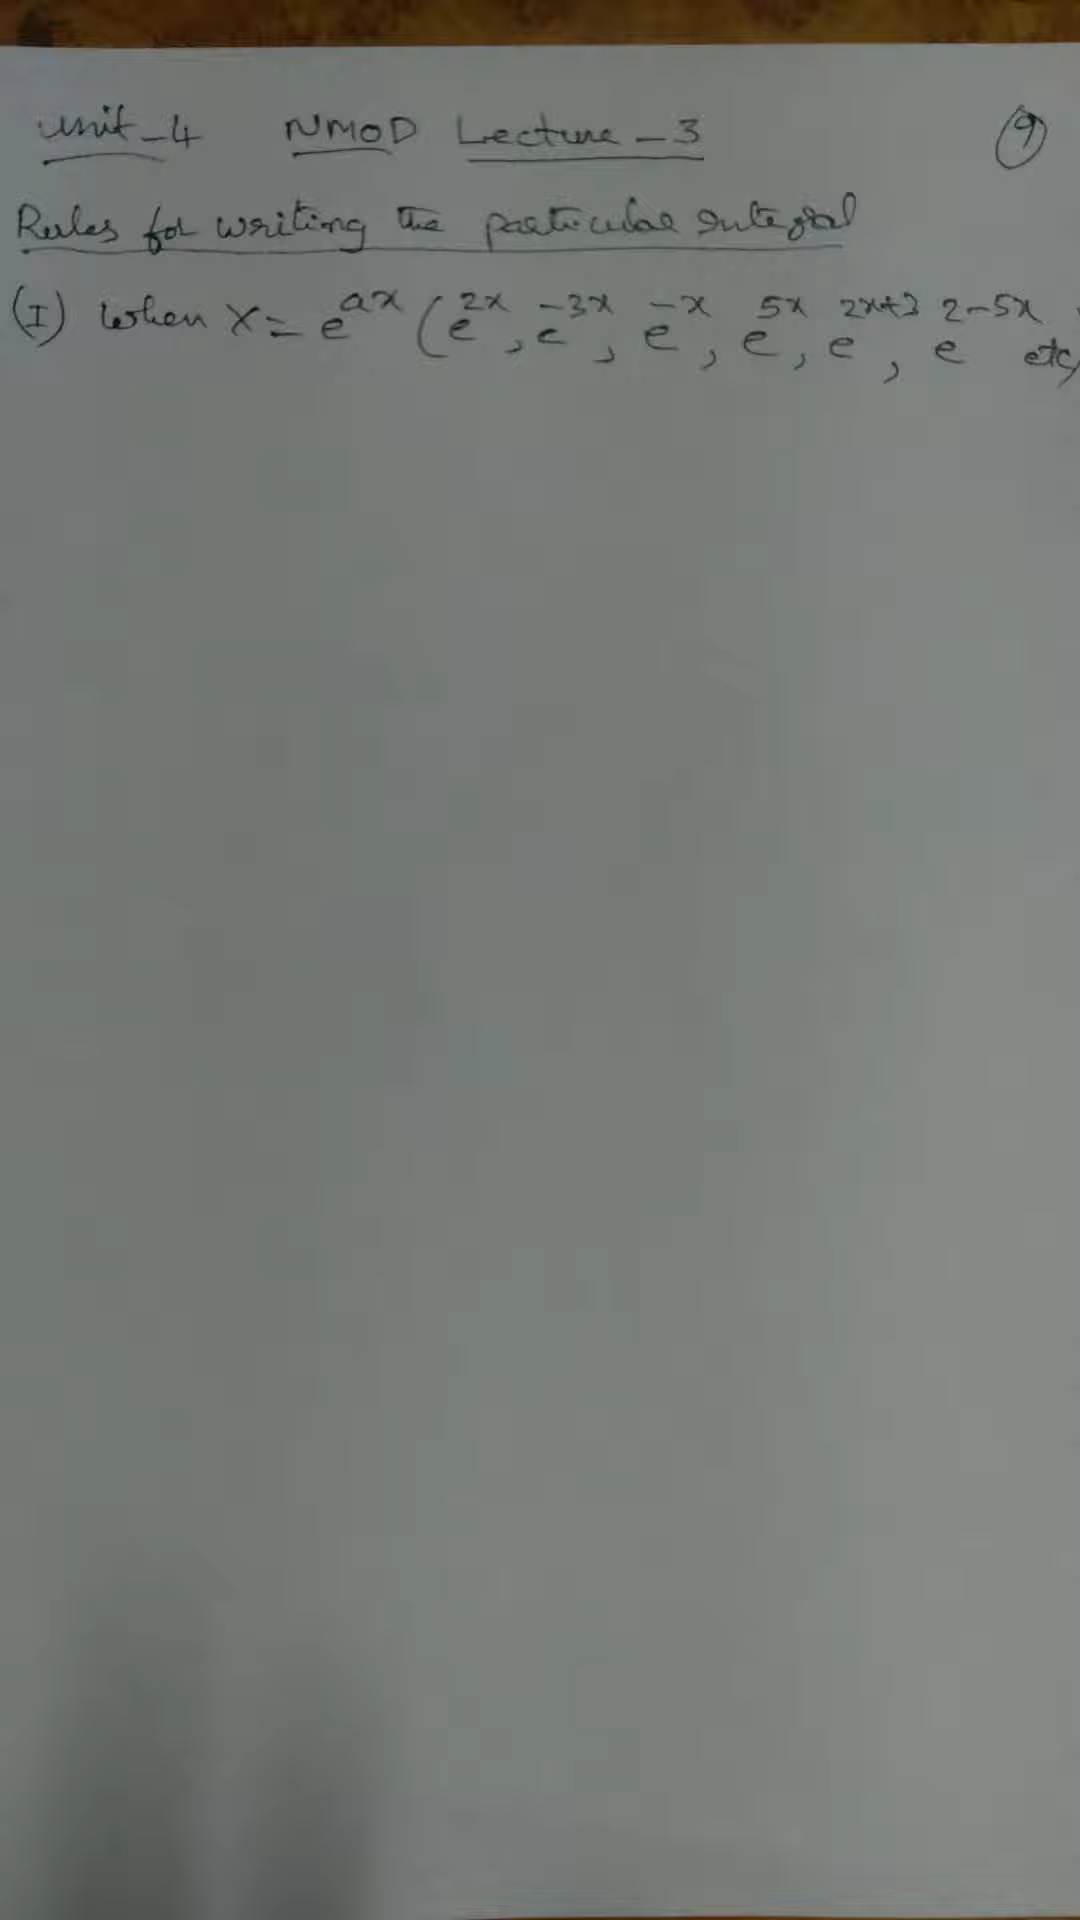 Unit-4 NMOD Lecture-3 (9)
Rules for writing the particular integral
(I) when X = e^{ax} (e^{2x}, e^{-3x}, e^{-x}, e^{5x}, e^{2x+3}, e^{2-5x} etc,